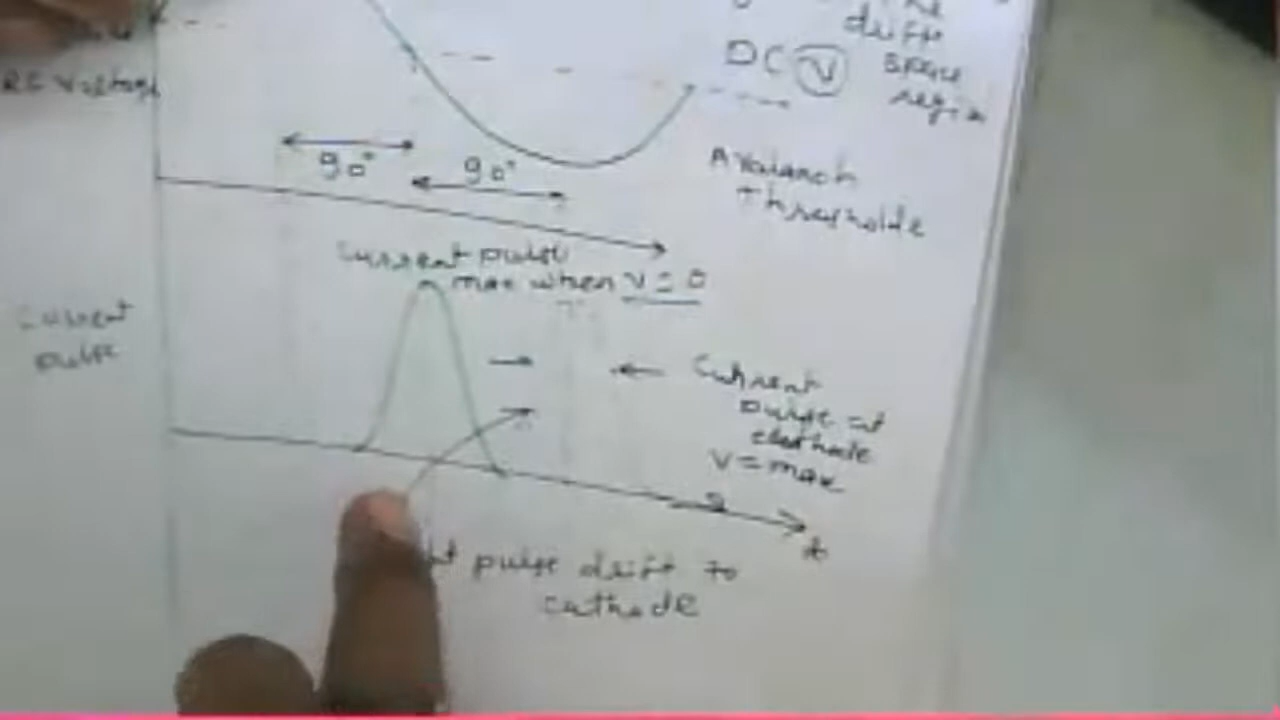 drift
space
DC V
RF Voltage
90°
90°
Avalanch
threshold
Current pulse
max when V = 0
Current
pulse
Current
pulse at
cathode
V = max
t
pulse drift to
cathode